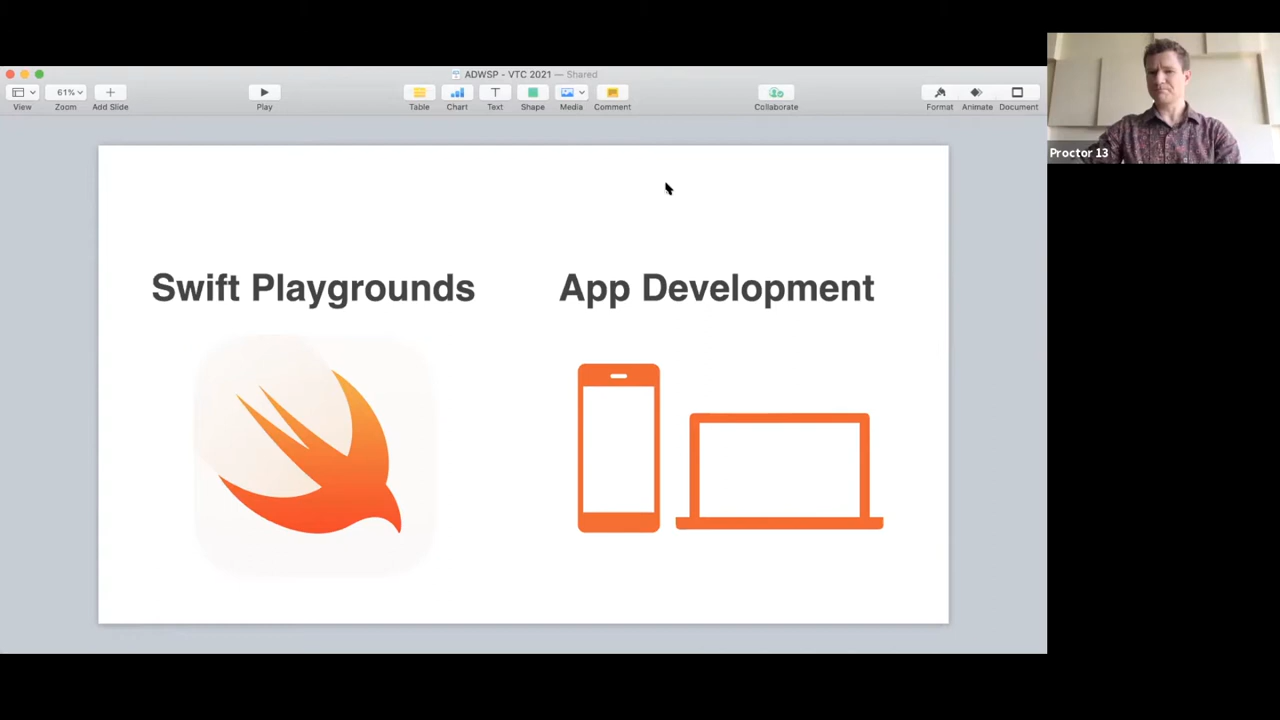 ADWSP - VTC 2021 — Shared
61%
View Zoom Add Slide Play Table Chart Text Shape Media Comment Collaborate Format Animate Document
Swift Playgrounds
App Development
Proctor 13